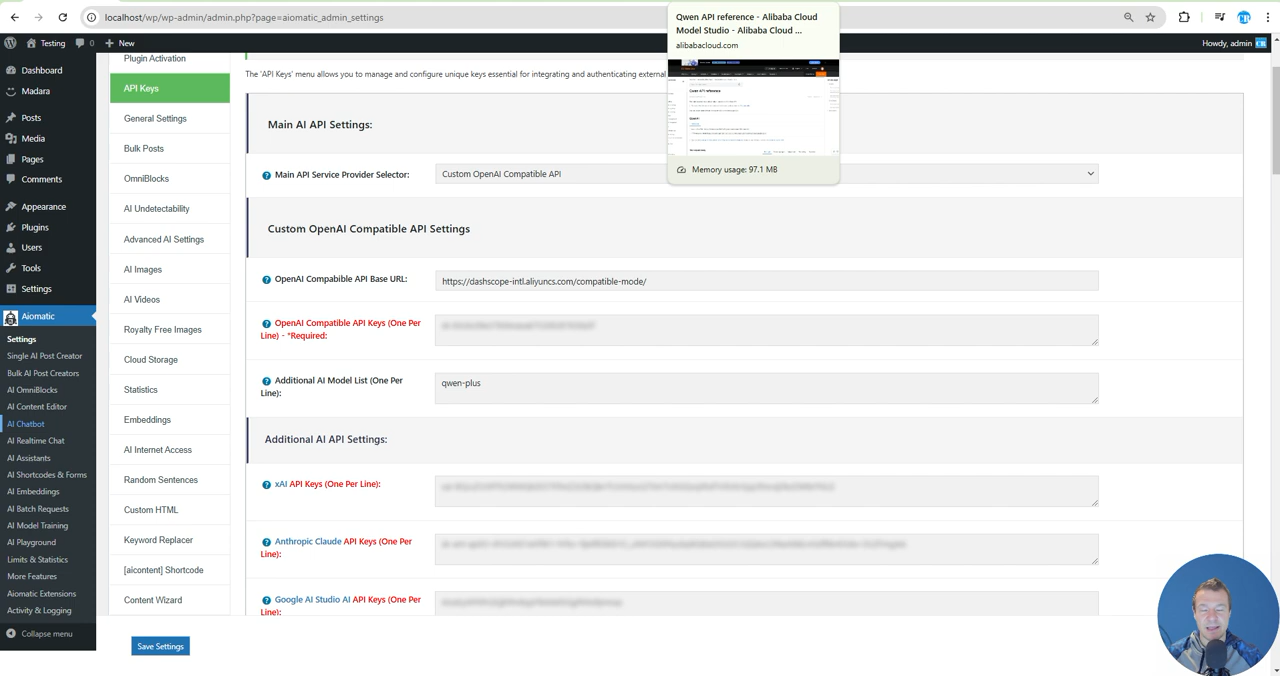 localhost/wp/wp-admin/admin.php?page=aiomatic_admin_settings
Qwen API reference - Alibaba Cloud
Model Studio - Alibaba Cloud ...
alibabacloud.com
Memory usage: 97.1 MB
Testing
0
New
Howdy, admin
Dashboard
Madara
Posts
Media
Pages
Comments
Appearance
Plugins
Users
Tools
Settings
Aiomatic
Settings
Single AI Post Creator
Bulk AI Post Creators
AI OmniBlocks
AI Content Editor
AI Chatbot
AI Realtime Chat
AI Assistants
AI Shortcodes & Forms
AI Embeddings
AI Batch Requests
AI Model Training
AI Playground
Limits & Statistics
More Features
Aiomatic Extensions
Activity & Logging
Collapse menu
Plugin Activation
API Keys
General Settings
Bulk Posts
OmniBlocks
AI Undetectability
Advanced AI Settings
AI Images
AI Videos
Royalty Free Images
Cloud Storage
Statistics
Embeddings
AI Internet Access
Random Sentences
Custom HTML
Keyword Replacer
[aicontent] Shortcode
Content Wizard
Save Settings
The 'API Keys' menu allows you to manage and configure unique keys essential for integrating and authenticating external
Main AI API Settings:
Main API Service Provider Selector:
Custom OpenAI Compatible API
Custom OpenAI Compatible API Settings
OpenAI Compabible API Base URL:
https://dashscope-intl.aliyuncs.com/compatible-mode/
OpenAI Compatible API Keys (One Per
Line) - *Required:
Additional AI Model List (One Per
Line):
qwen-plus
Additional AI API Settings:
xAI API Keys (One Per Line):
Anthropic Claude API Keys (One Per
Line):
Google AI Studio AI API Keys (One Per
Line):